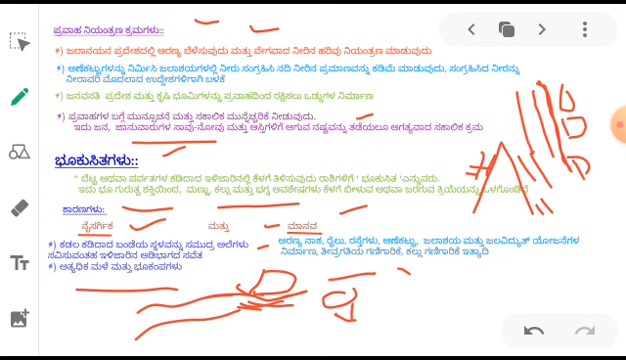 ಪ್ರವಾಹ ನಿಯಂತ್ರಣ ಕ್ರಮಗಳು::
*) ಜಲಾನಯನ ಪ್ರದೇಶದಲ್ಲಿ ಅರಣ್ಯ ಬೆಳೆಸುವುದು ಮತ್ತು ವೇಗವಾದ ನೀರಿನ ಹರಿವು ನಿಯಂತ್ರಣ ಮಾಡುವುದು
*) ಆಣೆಕಟ್ಟುಗಳನ್ನು ನಿರ್ಮಿಸಿ ಜಲಾಶಯಗಳಲ್ಲಿ ನೀರು ಸಂಗ್ರಹಿಸಿ ನದಿ ನೀರಿನ ಪ್ರಮಾಣವನ್ನು ಕಡಿಮೆ ಮಾಡುವುದು, ಸಂಗ್ರಹಿಸಿದ ನೀರನ್ನು
ನೀರಾವರಿ ಮೊದಲಾದ ಉದ್ದೇಶಗಳಿಗಾಗಿ ಬಳಕೆ
*) ಜನವಸತಿ ಪ್ರದೇಶ ಮತ್ತು ಕೃಷಿ ಭೂಮಿಗಳನ್ನು ಪ್ರವಾಹದಿಂದ ರಕ್ಷಿಸಲು ಒಡ್ಡುಗಳ ನಿರ್ಮಾಣ
*) ಪ್ರವಾಹಗಳ ಬಗ್ಗೆ ಮುನ್ಸೂಚನೆ ಮತ್ತು ಸಕಾಲಿಕ ಮುನ್ನೆಚ್ಚರಿಕೆ ನೀಡುವುದು.
ಇದು ಜನ, ಜಾನುವಾರುಗಳ ಸಾವು-ನೋವು ಮತ್ತು ಆಸ್ತಿಗಳಿಗೆ ಆಗುವ ನಷ್ಟವನ್ನು ತಡೆಯಲೂ ಅಗತ್ಯವಾದ ಸಕಾಲಿಕ ಕ್ರಮ
ಭೂಕುಸಿತಗಳು::
" ಬೆಟ್ಟ ಅಥವಾ ಪರ್ವತಗಳ ಕಡಿದಾದ ಇಳಿಜಾರಿನಲ್ಲಿ ಕೆಳಗೆ ತಿಳಿಸುವುದು ರಾಶಿಗಳಿಗೆ ' ಭೂಕುಸಿತ 'ಎನ್ನುವರು.
ಇದು ಭೂ ಗುರುತ್ವ ಶಕ್ತಿಯಿಂದ, ಮಣ್ಣು, ಕಲ್ಲು ಮತ್ತು ಭಗ್ನ ಅವಶೇಷಗಳು ಕೆಳಗೆ ಬೀಳುವ ಅಥವಾ ಜರಗುವ ಕ್ರಿಯೆಯನ್ನು ಒಳಗೊಂಡಿದೆ
ಕಾರಣಗಳು:
ನೈಸರ್ಗಿಕ ಮತ್ತು ಮಾನವ
*) ಕಡಲ ಕಡಿದಾದ ಬಂಡೆಯ ಸ್ಥಳವನ್ನು ಸಮುದ್ರ ಅಲೆಗಳು
ಸವಿಸುವಂತಹ ಇಳಿಜಾರಿನ ಅಡಿಭಾಗದ ಸವೆತ
*) ಅತ್ಯಧಿಕ ಮಳೆ ಮತ್ತು ಭೂಕಂಪಗಳು
ಅರಣ್ಯ ನಾಶ, ರೈಲು, ರಸ್ತೆಗಳು, ಆಣೆಕಟ್ಟು, ಜಲಾಶಯ ಮತ್ತು ಜಲವಿದ್ಯುತ್ ಯೋಜನೆಗಳ
ನಿರ್ಮಾಣ, ತೀವ್ರಗತಿಯ ಗಣಿಗಾರಿಕೆ, ಕಲ್ಲು ಗಣಿಗಾರಿಕೆ ಇತ್ಯಾದಿ